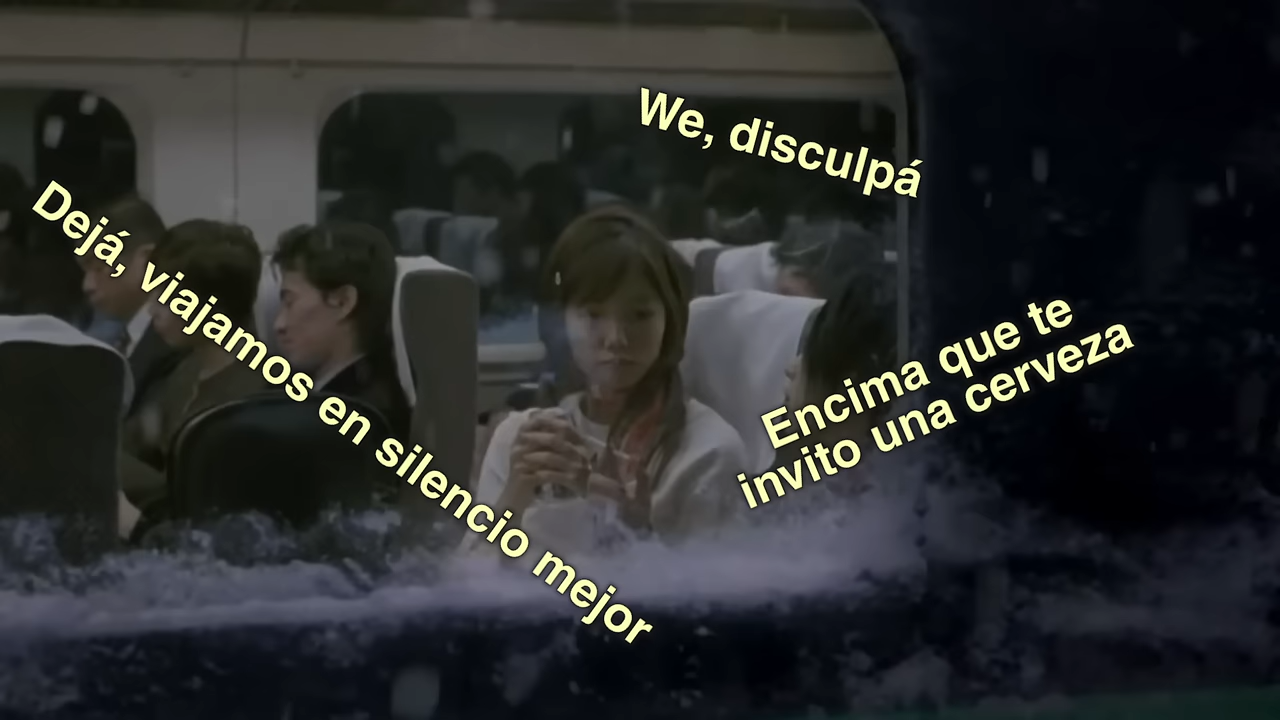 We, disculpá
Dejá, viajamos en silencio mejor
Encima que te
invito una cerveza